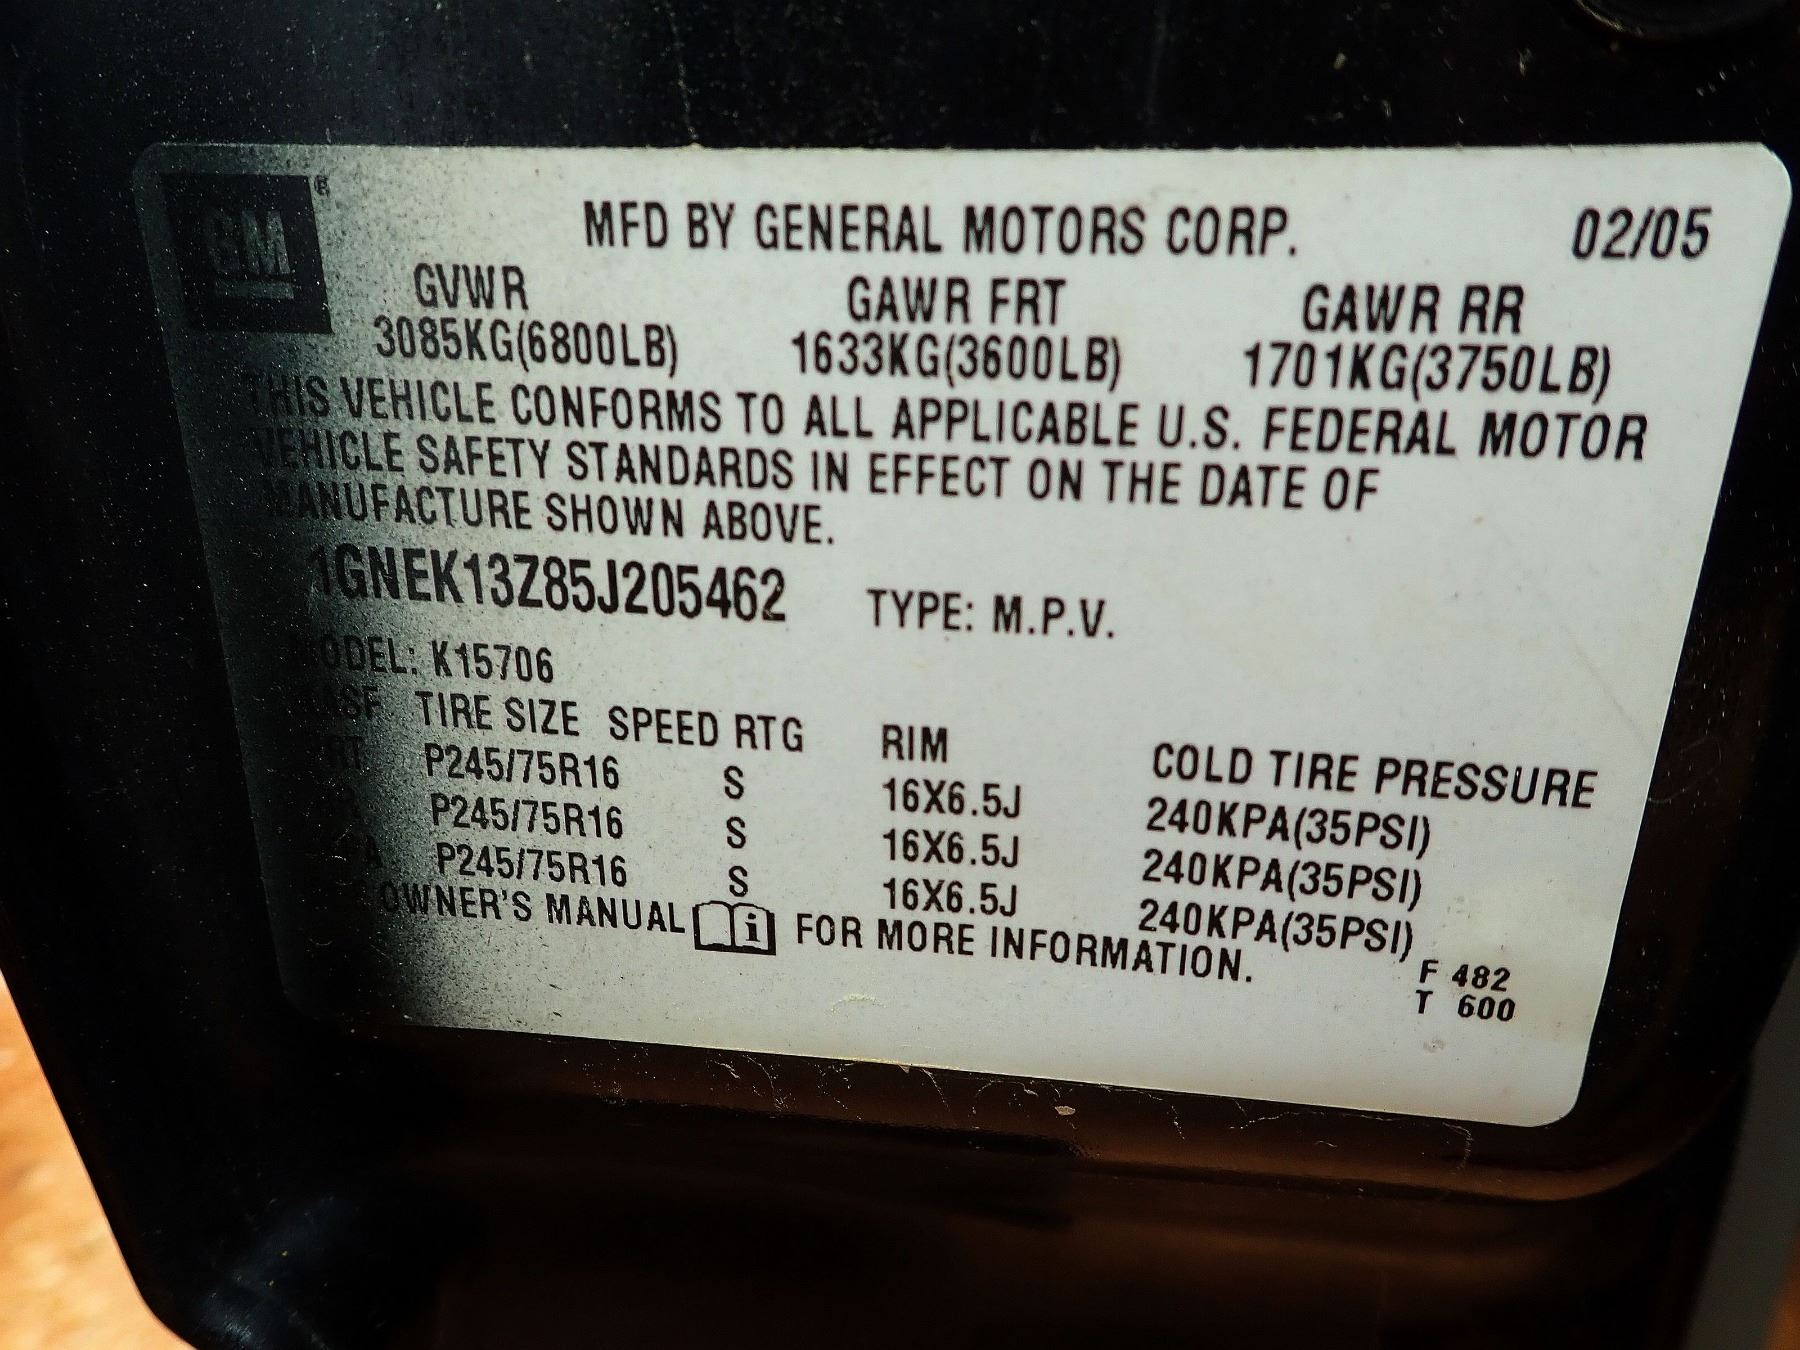 GM®
MFD BY GENERAL MOTORS CORP. 02/05
GVWR GAWR FRT GAWR RR
3085KG(6800LB) 1633KG(3600LB) 1701KG(3750LB)
THIS VEHICLE CONFORMS TO ALL APPLICABLE U.S. FEDERAL MOTOR
VEHICLE SAFETY STANDARDS IN EFFECT ON THE DATE OF
MANUFACTURE SHOWN ABOVE.
1GNEK13Z85J205462 TYPE: M.P.V.
MODEL: K15706
TIRE SIZE SPEED RTG RIM COLD TIRE PRESSURE
FRT P245/75R16 S 16X6.5J 240KPA(35PSI)
P245/75R16 S 16X6.5J 240KPA(35PSI)
P245/75R16 S 16X6.5J 240KPA(35PSI)
OWNER'S MANUAL FOR MORE INFORMATION.
F 482
T 600